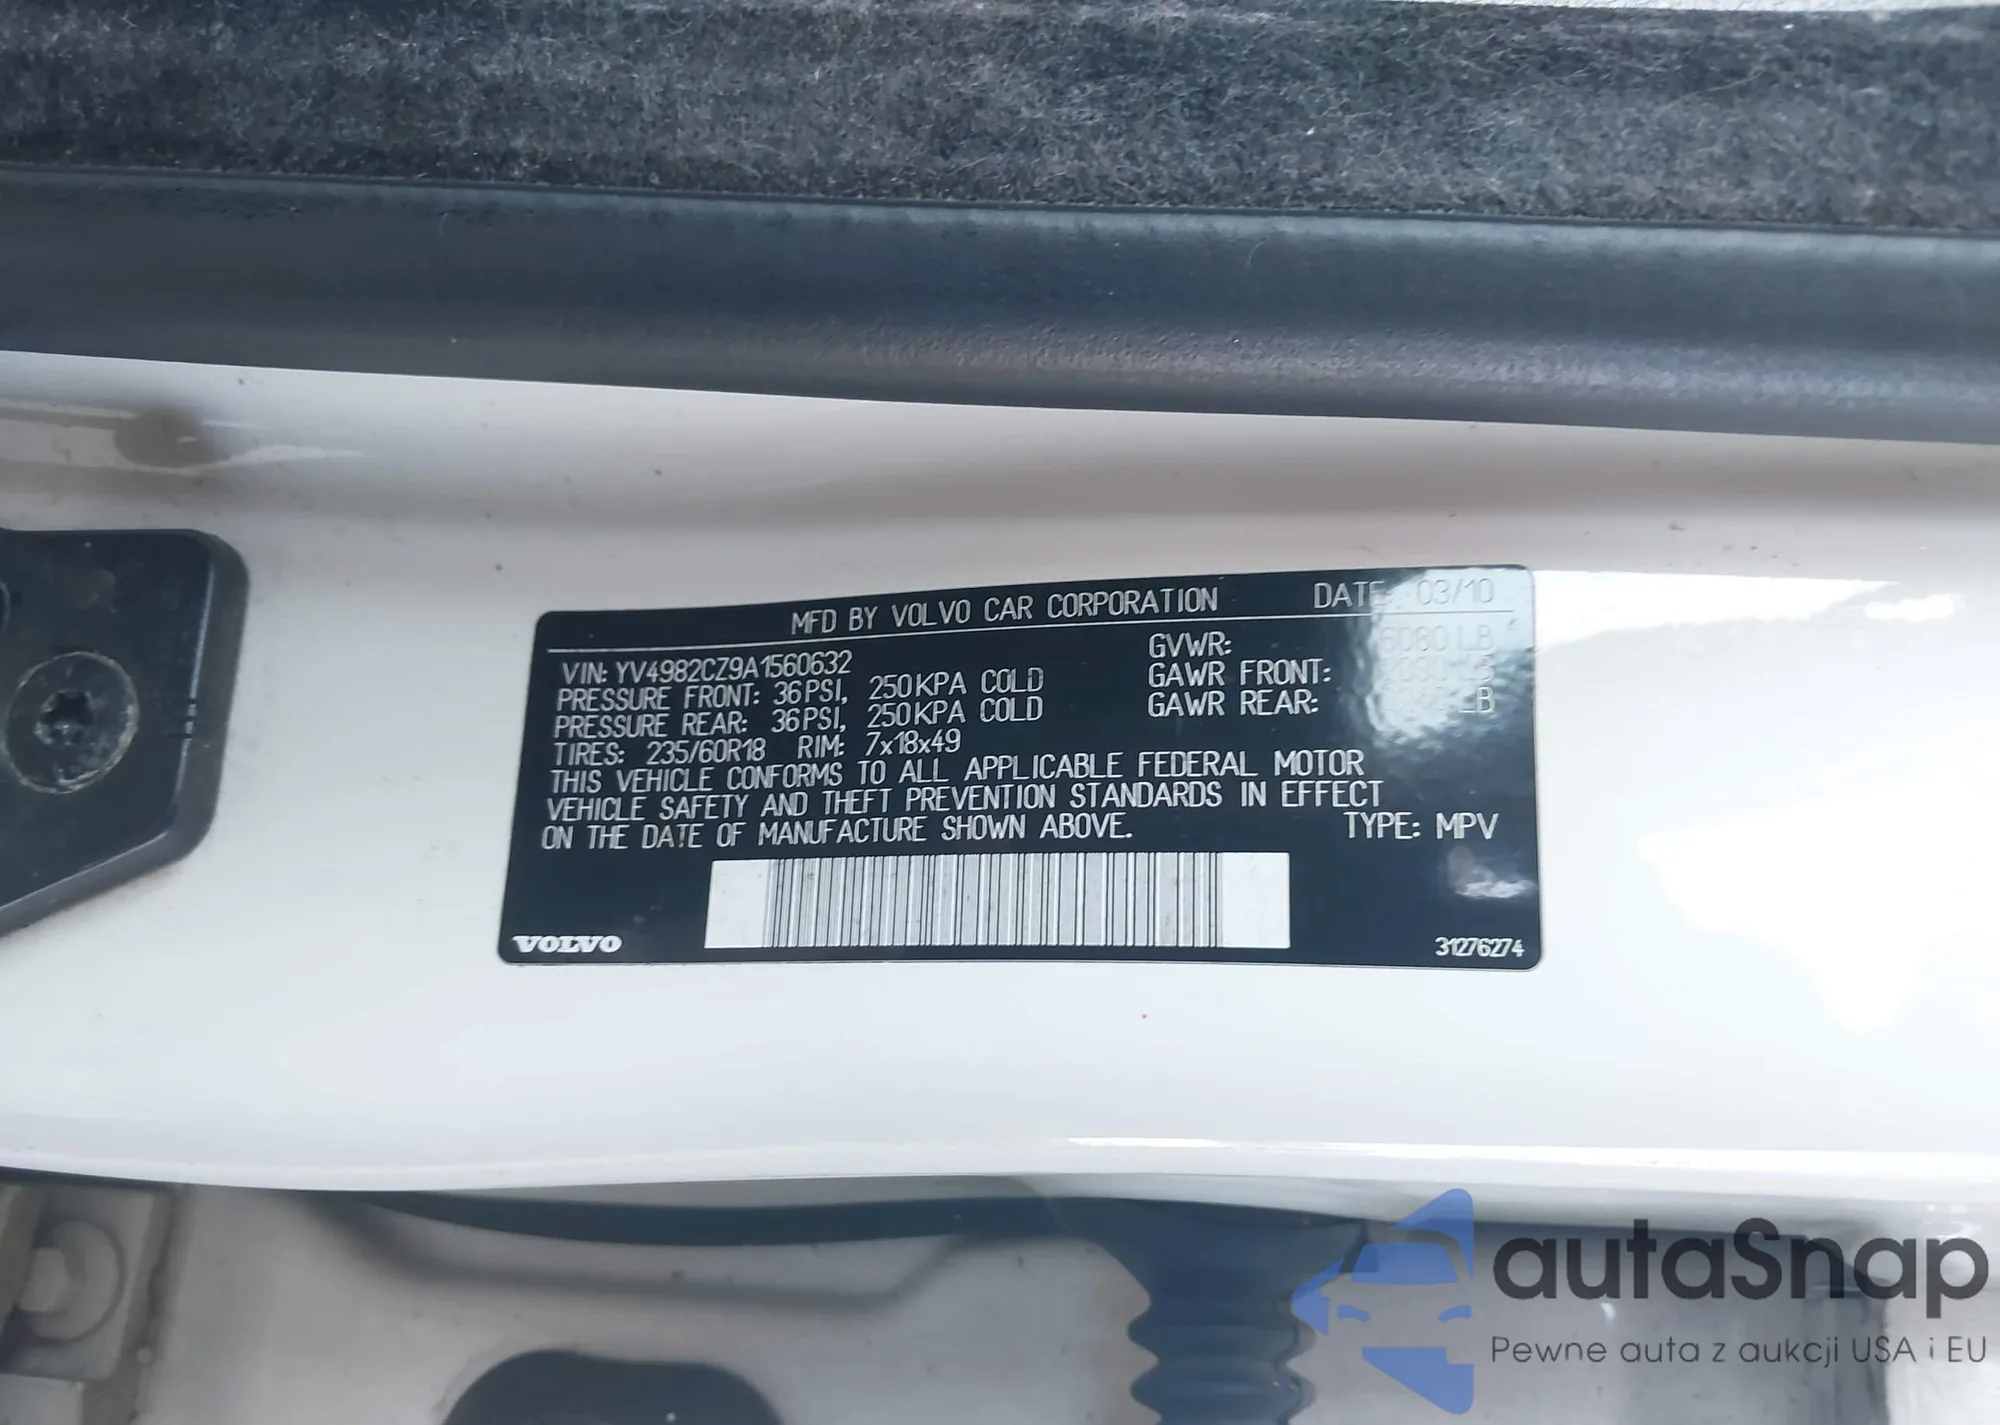 MFD BY VOLVO CAR CORPORATION DATE 03/10
VIN: YV4982CZ9A1560632 GVWR: 6080 LB
PRESSURE FRONT: 36PSI, 250KPA COLD GAWR FRONT:
PRESSURE REAR: 36PSI, 250KPA COLD GAWR REAR: LB
TIRES: 235/60R18 RIM: 7x18x49
THIS VEHICLE CONFORMS TO ALL APPLICABLE FEDERAL MOTOR
VEHICLE SAFETY AND THEFT PREVENTION STANDARDS IN EFFECT
ON THE DATE OF MANUFACTURE SHOWN ABOVE. TYPE: MPV
VOLVO 31276274
autaSnap
Pewne auta z aukcji USA i EU